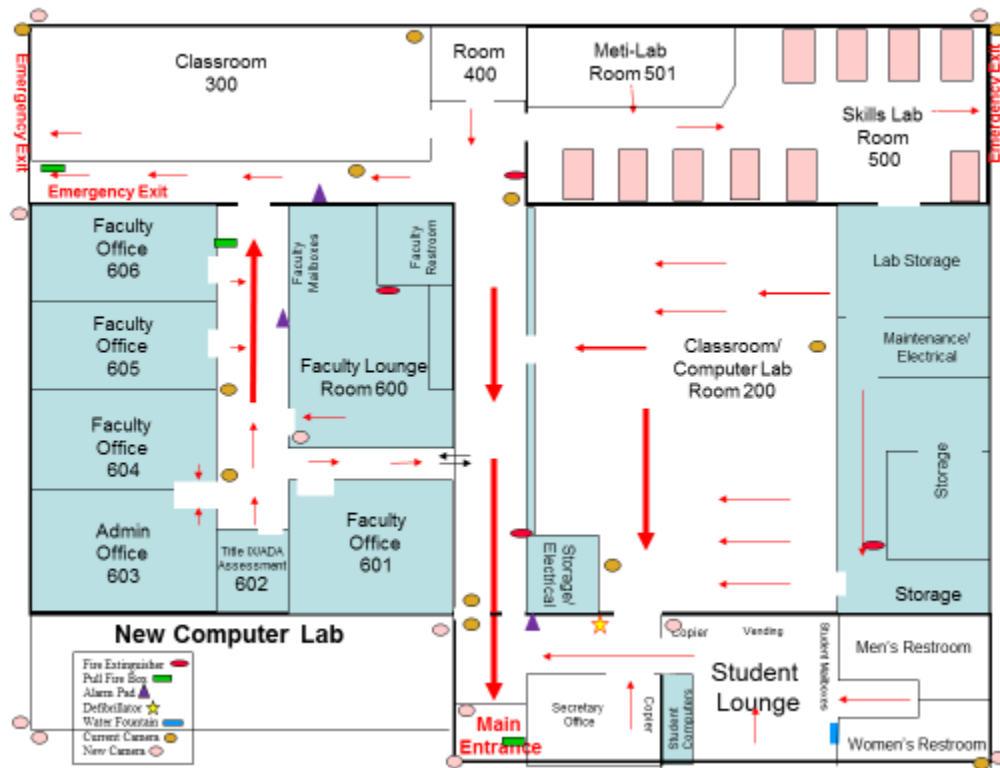 Classroom
300
Room
400
Meti-Lab
Room 501
Skills Lab
Room
500
Emergency Exit
Emergency Exit
Emergency Exit
Faculty
Office
606
Faculty
Mailboxes
Faculty
Restroom
Lab Storage
Faculty
Office
605
Faculty Lounge
Room 600
Classroom/
Computer Lab
Room 200
Maintenance/
Electrical
Faculty
Office
604
Storage
Admin
Office
603
Title IX/ADA
Assessment
602
Faculty
Office
601
Storage/
Electrical
Storage
New Computer Lab
Fire Extinguisher
Pull Fire Box
Alarm Pad
Defibrillator
Water Fountain
Current Camera
New Camera
Main
Entrance
Secretary
Office
Copier
Copier
Vending
Student
Lounge
Student Mailboxes
Student
Computers
Men's Restroom
Women's Restroom